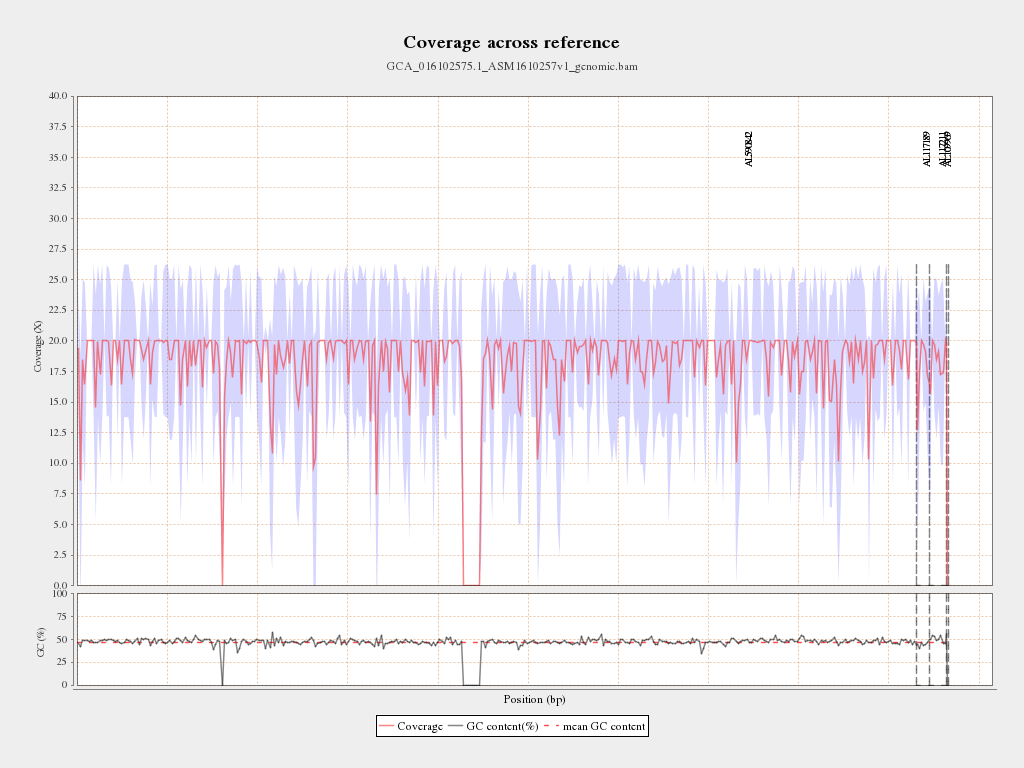 Coverage across reference
GCA_016102575.1_ASM1610257v1_genomic.bam
40.0
37.5
35.0
32.5
30.0
27.5
25.0
22.5
20.0
17.5
15.0
12.5
10.0
7.5
5.0
2.5
0.0
Coverage (X)
AL590842
AL117189
AL117211
AL109969
100
75
50
25
0
GC (%)
Position (bp)
Coverage GC content(%) mean GC content